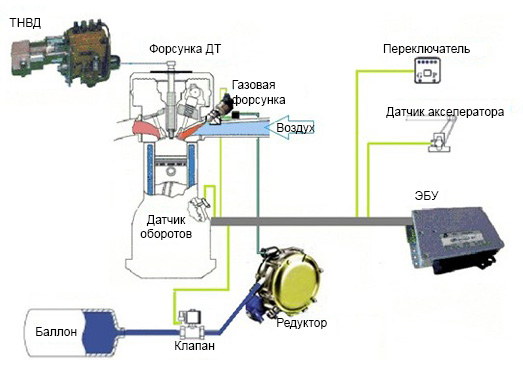 ТНВД
Форсунка ДТ
Газовая
форсунка
Переключатель
Датчик акселератора
Воздух
ЭБУ
Датчик
оборотов
Баллон
Клапан
Редуктор